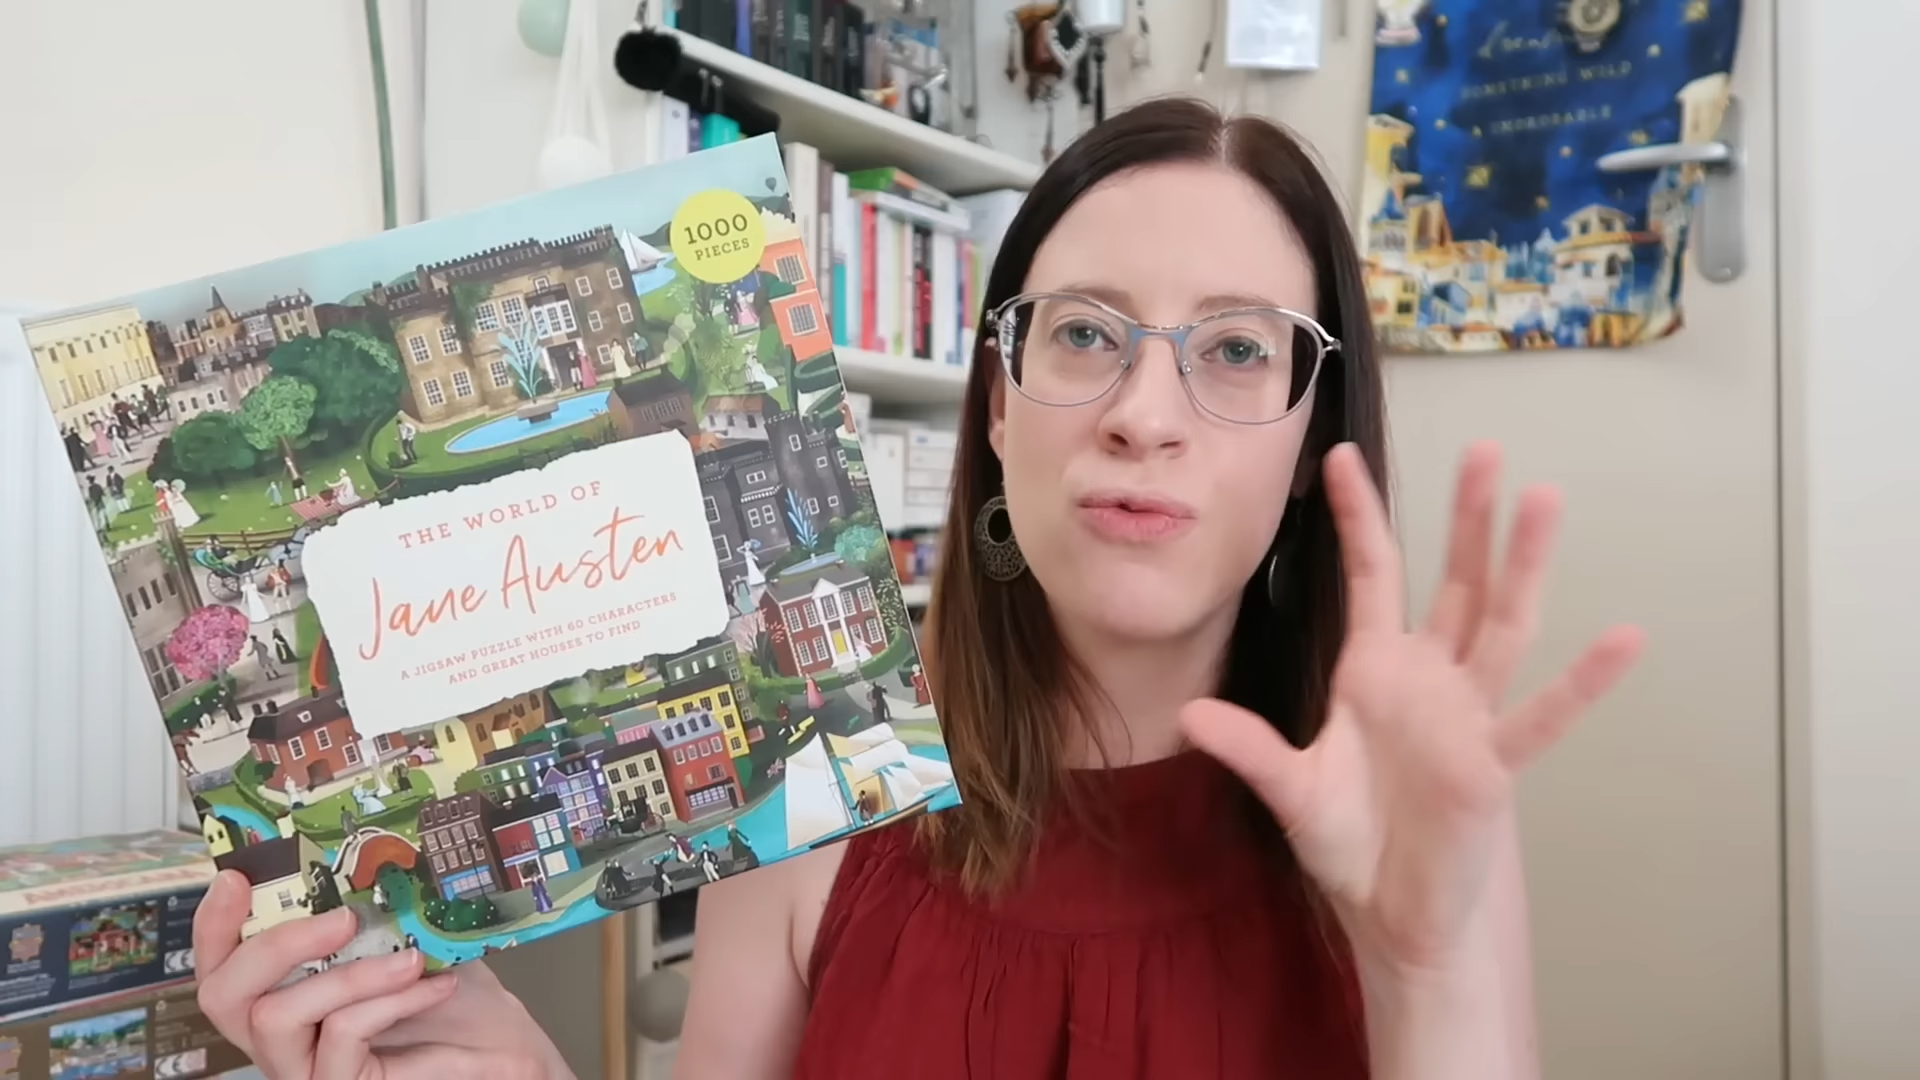 1000
PIECES
THE WORLD OF
Jane Austen
A JIGSAW PUZZLE WITH 60 CHARACTERS
AND GREAT HOUSES TO FIND
SOMETHING WILD
IMPROBABLE